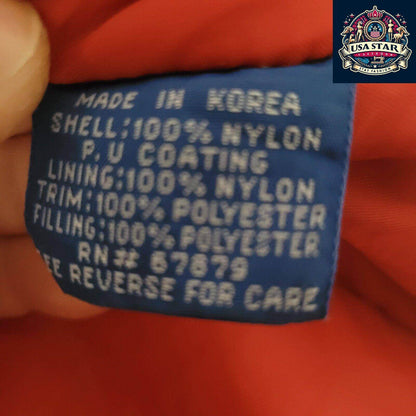 USA STAR
MADE IN KOREA
SHELL:100% NYLON
P.U COATING
LINING:100% NYLON
TRIM:100% POLYESTER
FILLING:100% POLYESTER
RN# 67879
EE REVERSE FOR CARE